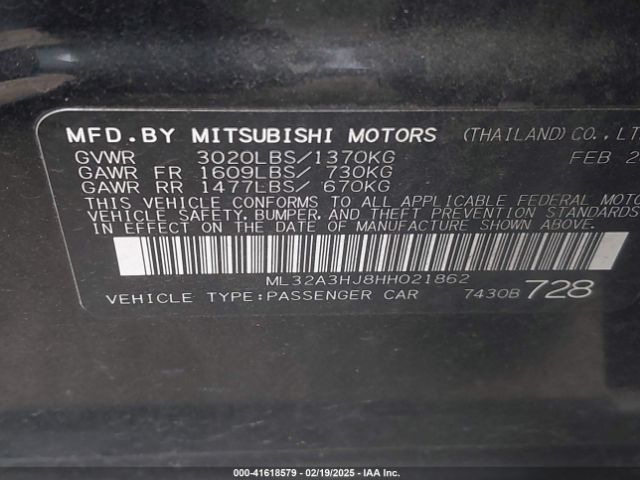 MFD.BY MITSUBISHI MOTORS (THAILAND)CO.,LT
GVWR 3020LBS/1370KG FEB 2
GAWR FR 1609LBS/ 730KG
GAWR RR 1477LBS/ 670KG
THIS VEHICLE CONFORMS TO ALL APPLICABLE FEDERAL MOTO
VEHICLE SAFETY, BUMPER, AND THEFT PREVENTION STANDARDS
IN EFFECT ON THE DATE OF MANUFACTURE SHOWN ABOVE.
ML32A3HJ8HH021862
VEHICLE TYPE:PASSENGER CAR 7430B 728
000-41618579 - 02/19/2025 - IAA Inc.